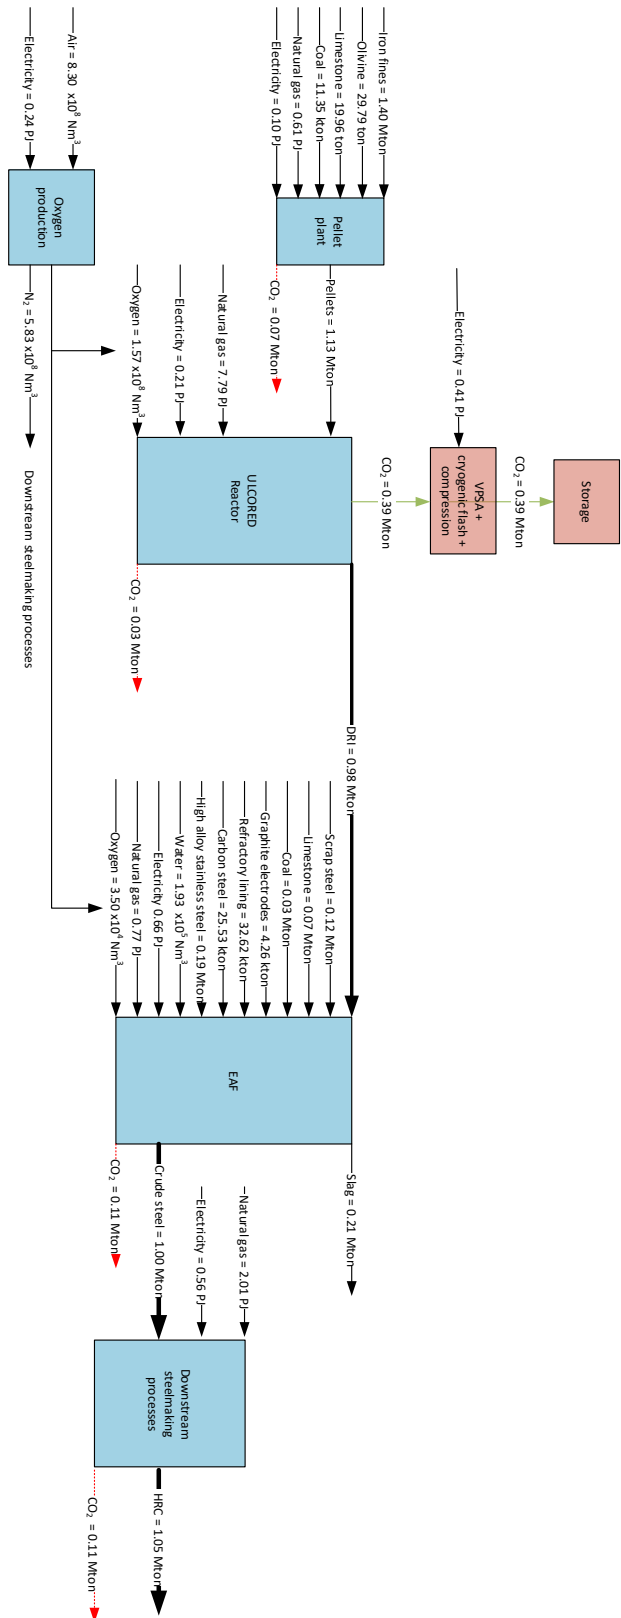 Iron fines = 1.40 Mton
Olivine = 29.79 ton
Limestone = 19.96 ton
Coal = 11.35 kton
Natural gas = 0.61 PJ
Electricity = 0.10 PJ
Pellet
plant
CO₂ = 0.07 Mton
Pellets = 1.13 Mton
Air = 8.30 x10⁸ Nm³
Electricity = 0.24 PJ
Oxygen
production
N₂ = 5.83 x10⁸ Nm³
Downstream steelmaking processes
Natural gas = 7.79 PJ
Electricity = 0.21 PJ
Oxygen = 1.57 x10⁸ Nm³
ULCORED
Reactor
CO₂ = 0.03 Mton
CO₂ = 0.39 Mton
Electricity = 0.41 PJ
VPSA +
cryogenic flash +
compression
CO₂ = 0.39 Mton
Storage
DRI = 0.98 Mton
Scrap steel = 0.12 Mton
Limestone = 0.07 Mton
Coal = 0.03 Mton
Graphite electrodes = 4.26 kton
Refractory lining = 32.62 kton
Carbon steel = 25.53 kton
High alloy stainless steel = 0.19 Mton
Water = 1.93 x10⁵ Nm³
Electricity 0.66 PJ
Natural gas = 0.77 PJ
Oxygen = 3.50 x10⁴ Nm³
EAF
Slag = 0.21 Mton
Crude steel = 1.00 Mton
CO₂ = 0.11 Mton
Natural gas = 2.01 PJ
Electricity = 0.56 PJ
Downstream
steelmaking
processes
HRC = 1.05 Mton
CO₂ = 0.11 Mton